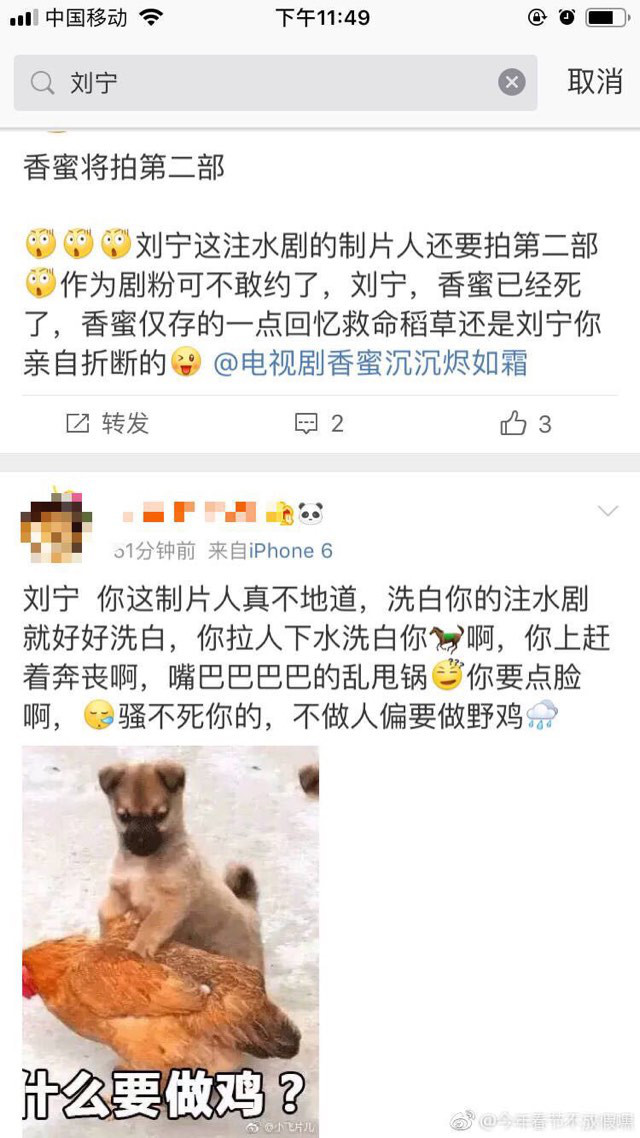 中国移动
下午11:49
刘宁
取消
香蜜将拍第二部
刘宁这注水剧的制片人还要拍第二部
作为剧粉可不敢约了，刘宁，香蜜已经死
了，香蜜仅存的一点回忆救命稻草还是刘宁你
亲自折断的 @电视剧香蜜沉沉烬如霜
转发
2
3
51分钟前 来自iPhone 6
刘宁 你这制片人真不地道，洗白你的注水剧
就好好洗白，你拉人下水洗白你啊，你上赶
着奔丧啊，嘴巴巴巴巴的乱甩锅你要点脸
啊，骚不死你的，不做人偏要做野鸡
什么要做鸡？
@小飞片儿
@今年春节不放假嘿